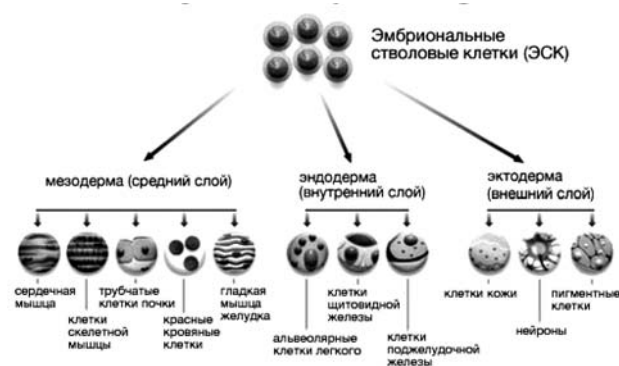 Эмбриональные
стволовые клетки (ЭСК)
мезодерма (средний слой)
эндодерма
(внутренний слой)
эктодерма
(внешний слой)
сердечная
мышца
клетки
скелетной
мышцы
трубчатые
клетки почки
красные
кровяные
клетки
гладкая
мышца
желудка
альвеолярные
клетки легкого
клетки
щитовидной
железы
клетки
поджелудочной
железы
клетки кожи
нейроны
пигментные
клетки